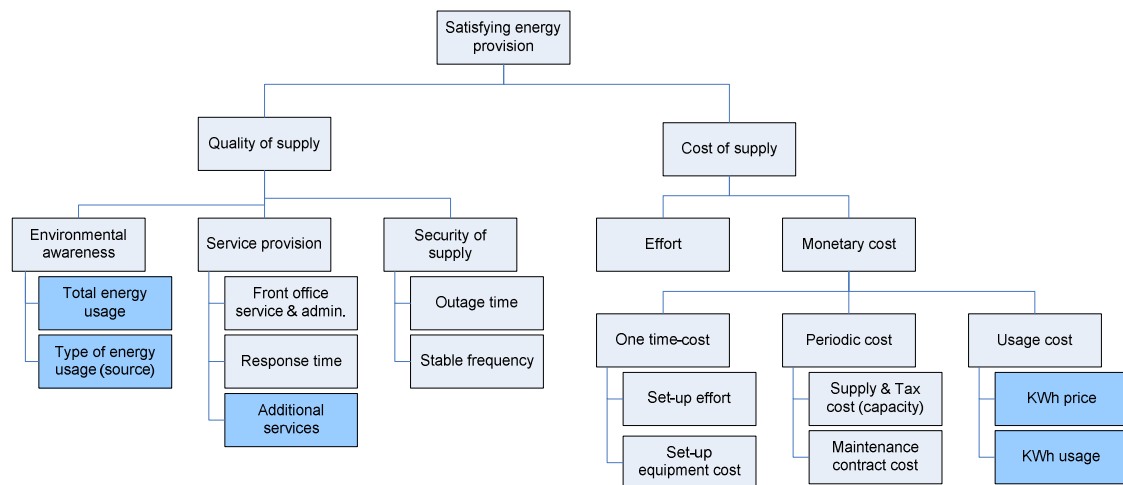 Satisfying energy
provision
Quality of supply
Cost of supply
Environmental
awareness
Service provision
Security of
supply
Effort
Monetary cost
Total energy
usage
Type of energy
usage (source)
Front office
service & admin.
Response time
Additional
services
Outage time
Stable frequency
One time-cost
Periodic cost
Usage cost
Set-up effort
Set-up
equipment cost
Supply & Tax
cost (capacity)
Maintenance
contract cost
KWh price
KWh usage